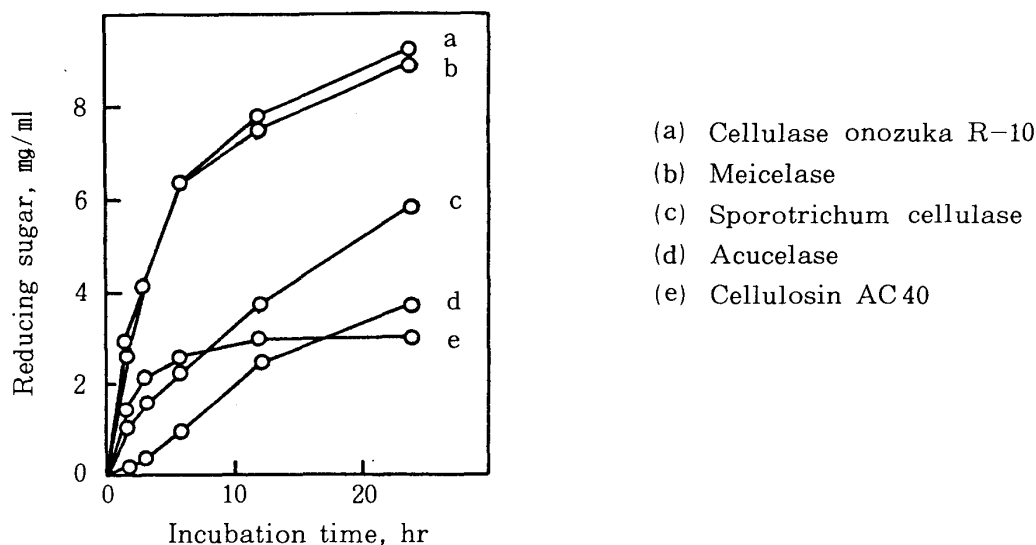 Reducing sugar, mg/ml
8
6
4
2
0
0
10
20
Incubation time, hr
a
b
c
d
e
(a) Cellulase onozuka R-10
(b) Meicelase
(c) Sporotrichum cellulase
(d) Acucelase
(e) Cellulosin AC40